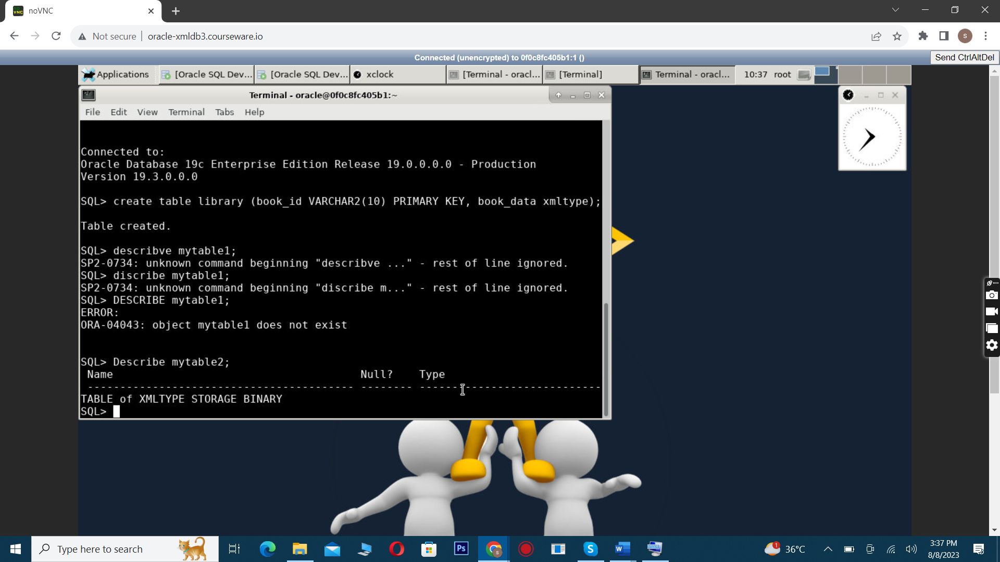 noVNC
Not secure
oracle-xmldb3.courseware.io
S
Connected (unencrypted) to 0f0c8fc405b1:1 ()
Send CtrlAltDel
Applications
[Oracle SQL Dev...
[Oracle SQL Dev...
xclock
[Terminal - oracl...
[Terminal]
Terminal - oracl...
10:37 root
Terminal - oracle@0f0c8fc405b1:~
File Edit View Terminal Tabs Help
Connected to:
Oracle Database 19c Enterprise Edition Release 19.0.0.0.0 - Production
Version 19.3.0.0.0
SQL> create table library (book_id VARCHAR2(10) PRIMARY KEY, book_data xmltype);
Table created.
SQL> describve mytable1;
SP2-0734: unknown command beginning "describve ..." - rest of line ignored.
SQL> discribe mytable1;
SP2-0734: unknown command beginning "discribe m..." - rest of line ignored.
SQL> DESCRIBE mytable1;
ERROR:
ORA-04043: object mytable1 does not exist
SQL> Describe mytable2;
Name Null? Type
----------------------------------------- -------- ----------------------------
TABLE of XMLTYPE STORAGE BINARY
SQL>
Type here to search
Ps
1
36°C
3:37 PM
8/8/2023